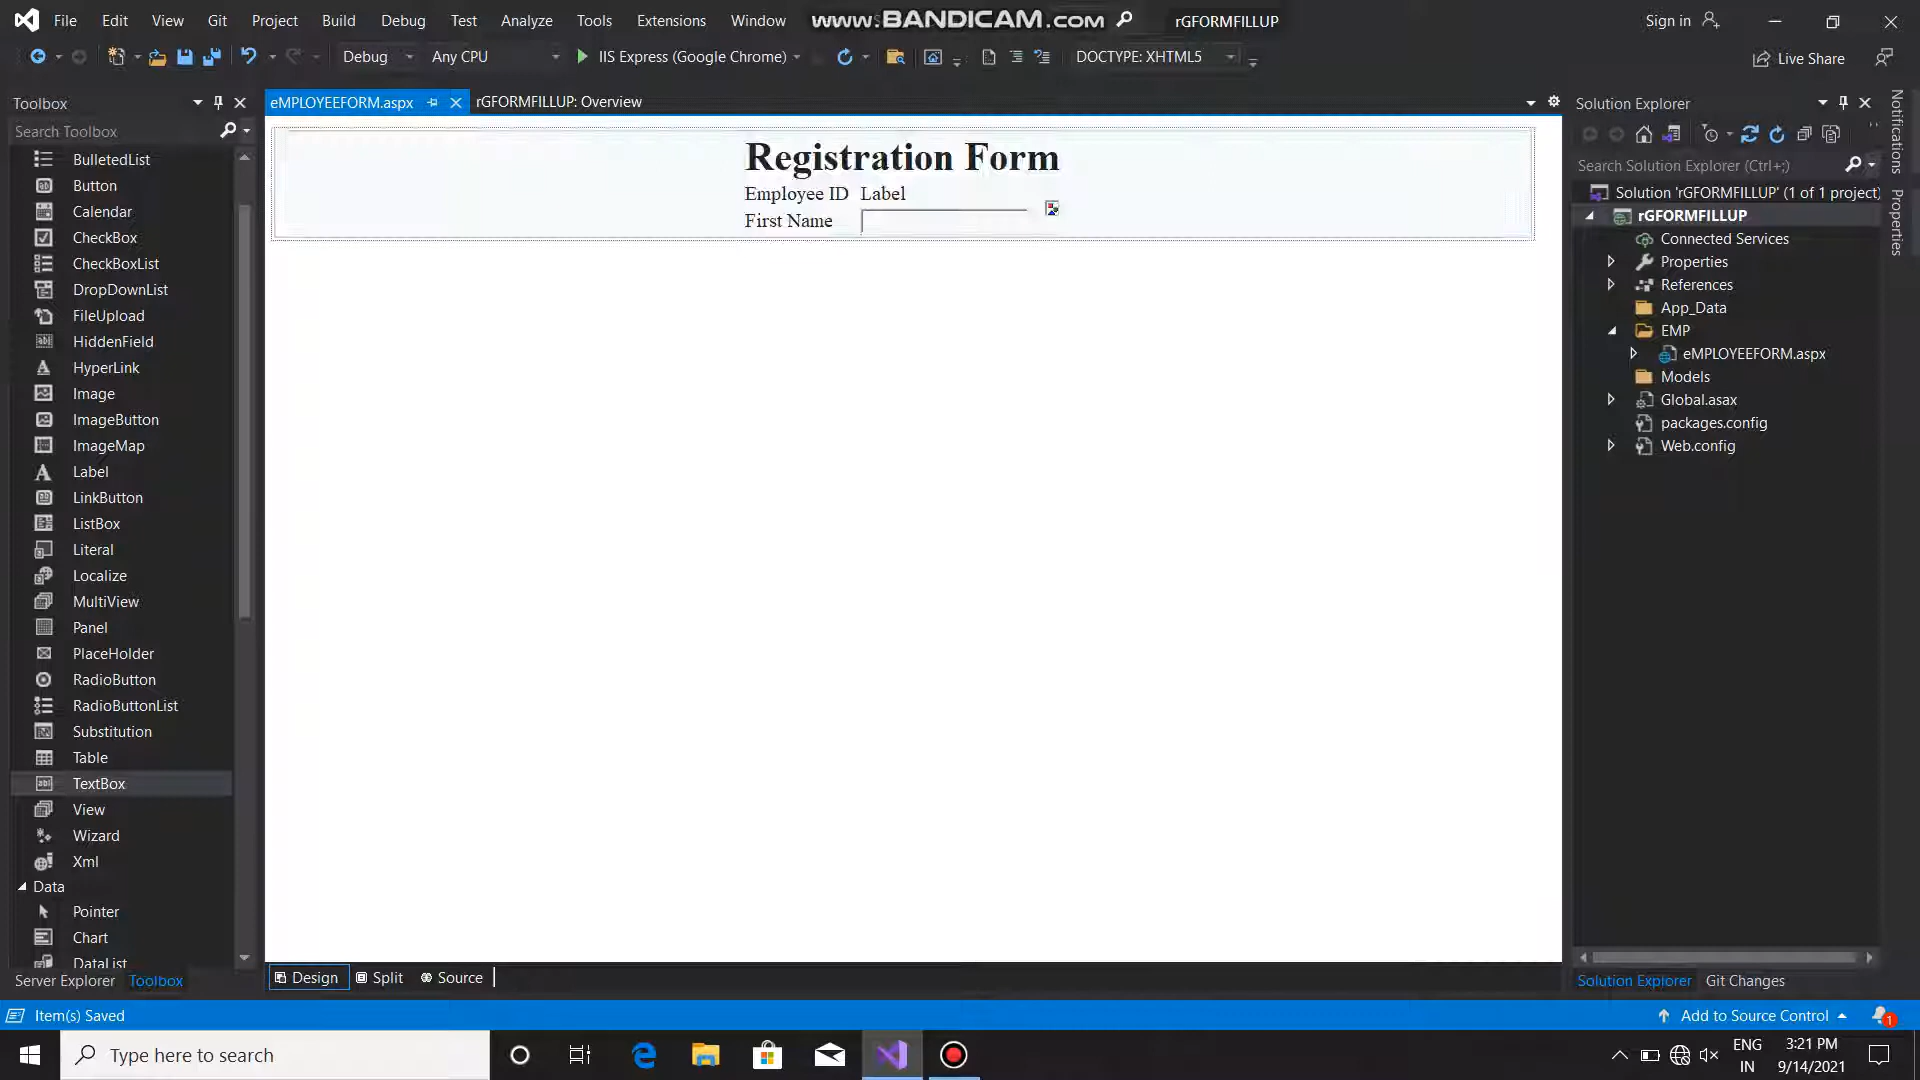 File Edit View Git Project Build Debug Test Analyze Tools Extensions Window www.BANDICAM.com rGFORMFILLUP Sign in
Debug Any CPU IIS Express (Google Chrome) DOCTYPE: XHTML5 Live Share
Toolbox
Search Toolbox
BulletedList
Button
Calendar
CheckBox
CheckBoxList
DropDownList
FileUpload
HiddenField
HyperLink
Image
ImageButton
ImageMap
Label
LinkButton
ListBox
Literal
Localize
MultiView
Panel
PlaceHolder
RadioButton
RadioButtonList
Substitution
Table
TextBox
View
Wizard
Xml
Data
Pointer
Chart
DataList
Server Explorer Toolbox
eMPLOYEEFORM.aspx rGFORMFILLUP: Overview
Registration Form
Employee ID Label
First Name
Design Split Source
Solution Explorer
Search Solution Explorer (Ctrl+;)
Solution 'rGFORMFILLUP' (1 of 1 project)
rGFORMFILLUP
Connected Services
Properties
References
App_Data
EMP
eMPLOYEEFORM.aspx
Models
Global.asax
packages.config
Web.config
Solution Explorer Git Changes
Notifications
Properties
Item(s) Saved Add to Source Control 1
Type here to search
ENG
IN
3:21 PM
9/14/2021